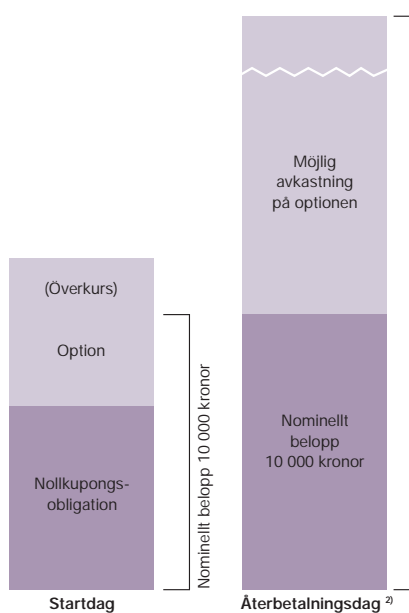 (Överkurs)
Option
Nollkupongs-
obligation
Startdag
Nominellt belopp 10 000 kronor
Möjlig
avkastning
på optionen
Nominellt
belopp
10 000 kronor
Återbetalningsdag 2)